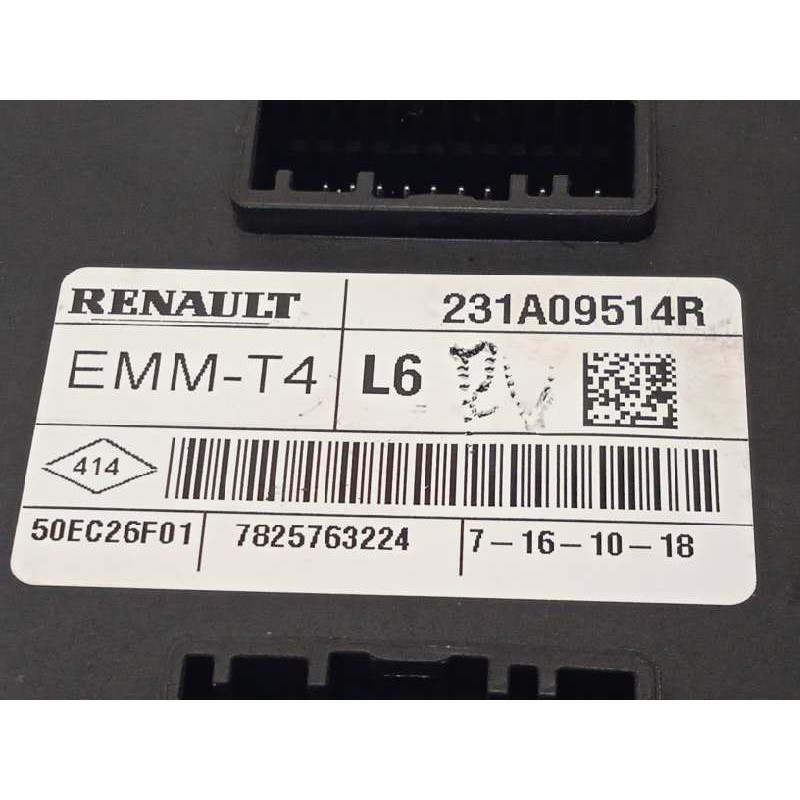 RENAULT 231A09514R
EMM-T4 L6
414
50EC26F01 7825763224 7-16-10-18